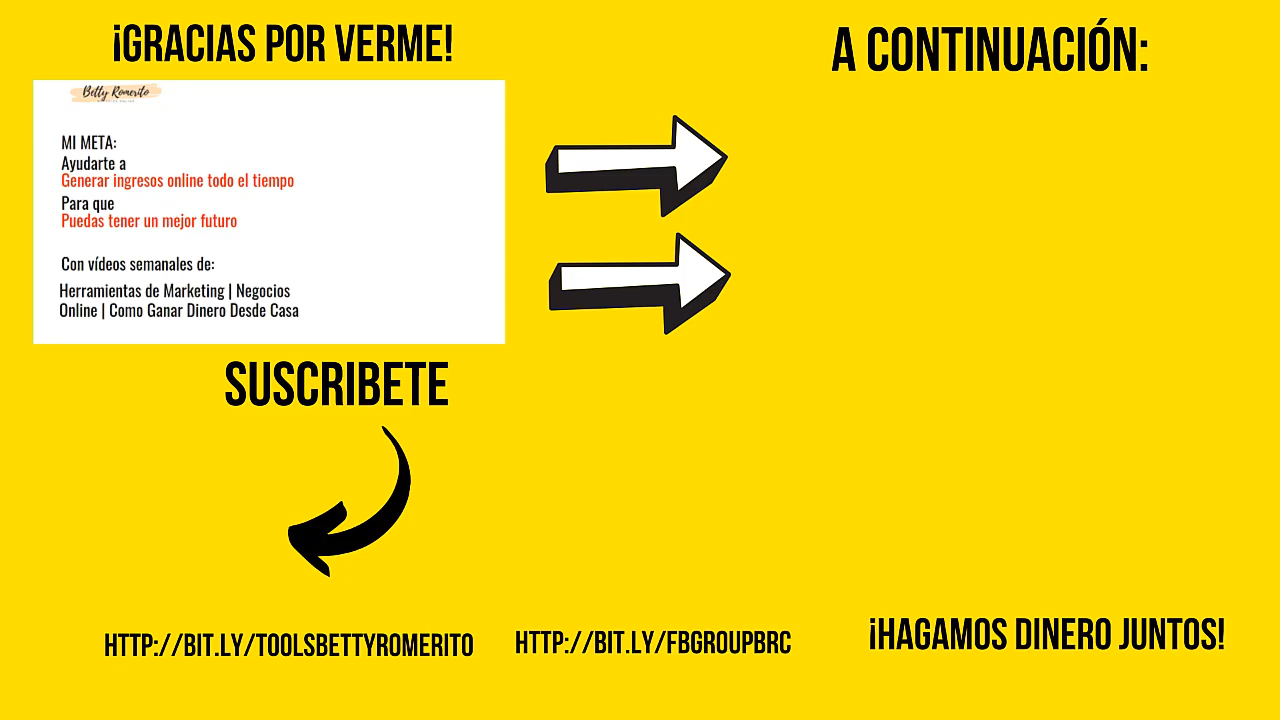 ¡GRACIAS POR VERME!
A CONTINUACIÓN:
Betty Romerito
MI META:
Ayudarte a
Generar ingresos online todo el tiempo
Para que
Puedas tener un mejor futuro
Con vídeos semanales de:
Herramientas de Marketing | Negocios
Online | Como Ganar Dinero Desde Casa
SUSCRIBETE
HTTP://BIT.LY/TOOLSBETTYROMERITO
HTTP://BIT.LY/FBGROUPBRC
¡HAGAMOS DINERO JUNTOS!